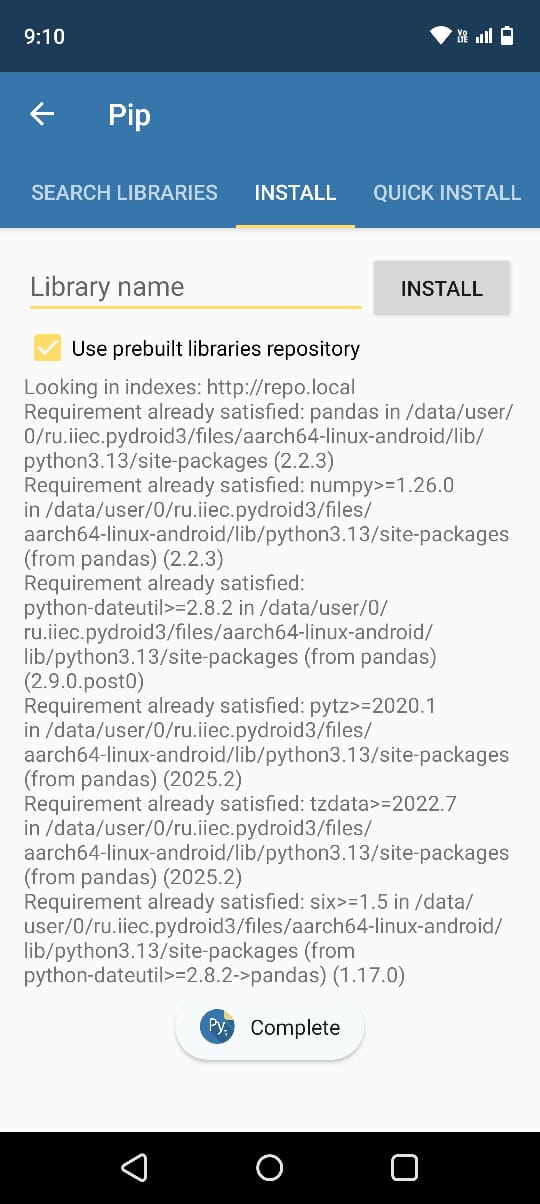 9:10
Vo LTE
Pip
SEARCH LIBRARIES INSTALL QUICK INSTALL
Library name INSTALL
Use prebuilt libraries repository
Looking in indexes: http://repo.local
Requirement already satisfied: pandas in /data/user/
0/ru.iiec.pydroid3/files/aarch64-linux-android/lib/
python3.13/site-packages (2.2.3)
Requirement already satisfied: numpy>=1.26.0
in /data/user/0/ru.iiec.pydroid3/files/
aarch64-linux-android/lib/python3.13/site-packages
(from pandas) (2.2.3)
Requirement already satisfied:
python-dateutil>=2.8.2 in /data/user/0/
ru.iiec.pydroid3/files/aarch64-linux-android/
lib/python3.13/site-packages (from pandas)
(2.9.0.post0)
Requirement already satisfied: pytz>=2020.1
in /data/user/0/ru.iiec.pydroid3/files/
aarch64-linux-android/lib/python3.13/site-packages
(from pandas) (2025.2)
Requirement already satisfied: tzdata>=2022.7
in /data/user/0/ru.iiec.pydroid3/files/
aarch64-linux-android/lib/python3.13/site-packages
(from pandas) (2025.2)
Requirement already satisfied: six>=1.5 in /data/
user/0/ru.iiec.pydroid3/files/aarch64-linux-android/
lib/python3.13/site-packages (from
python-dateutil>=2.8.2->pandas) (1.17.0)
Py Complete